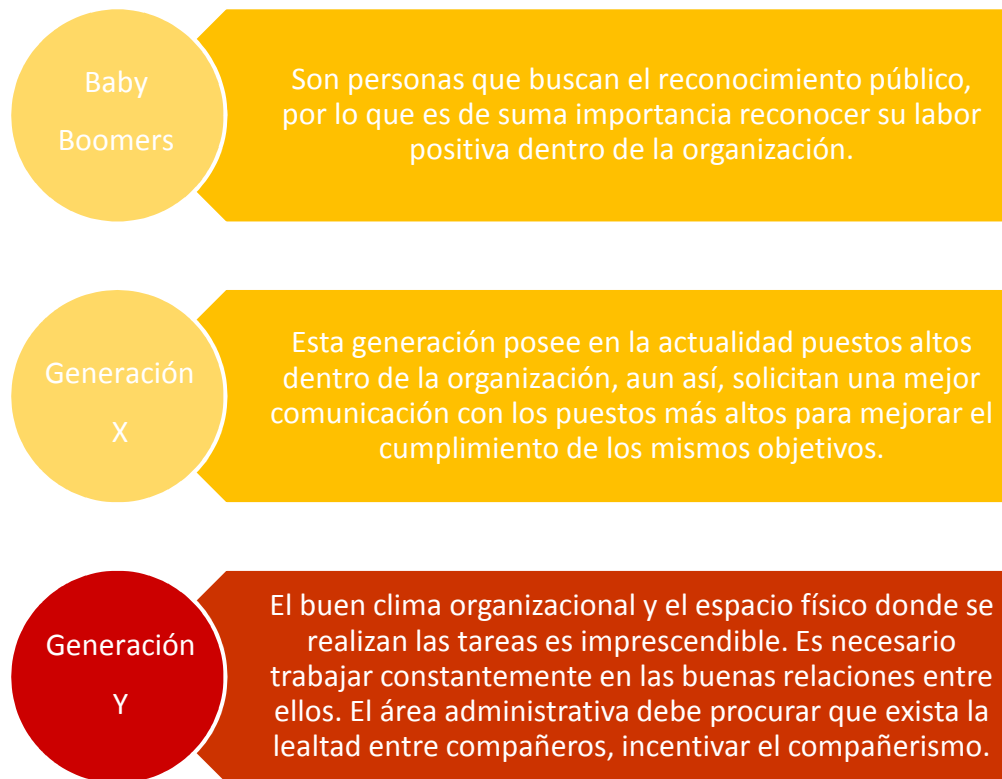 Baby
Boomers
Son personas que buscan el reconocimiento público,
por lo que es de suma importancia reconocer su labor
positiva dentro de la organización.
Generación
X
Esta generación posee en la actualidad puestos altos
dentro de la organización, aun así, solicitan una mejor
comunicación con los puestos más altos para mejorar el
cumplimiento de los mismos objetivos.
Generación
Y
El buen clima organizacional y el espacio físico donde se
realizan las tareas es imprescendible. Es necesario
trabajar constantemente en las buenas relaciones entre
ellos. El área administrativa debe procurar que exista la
lealtad entre compañeros, incentivar el compañerismo.